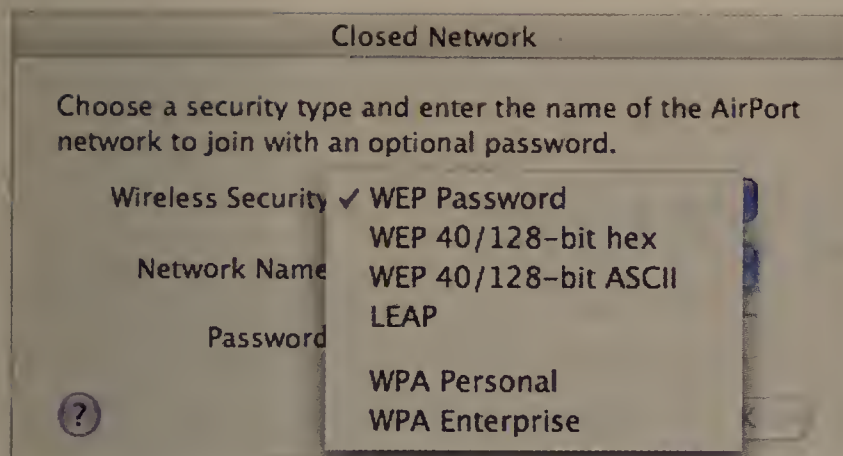 Closed Network
Choose a security type and enter the name of the AirPort
network to join with an optional password.
Wireless Security ✓ WEP Password
WEP 40/128-bit hex
Network Name
WEP 40/128-bit ASCII
LEAP
Password
WPA Personal
?
WPA Enterprise